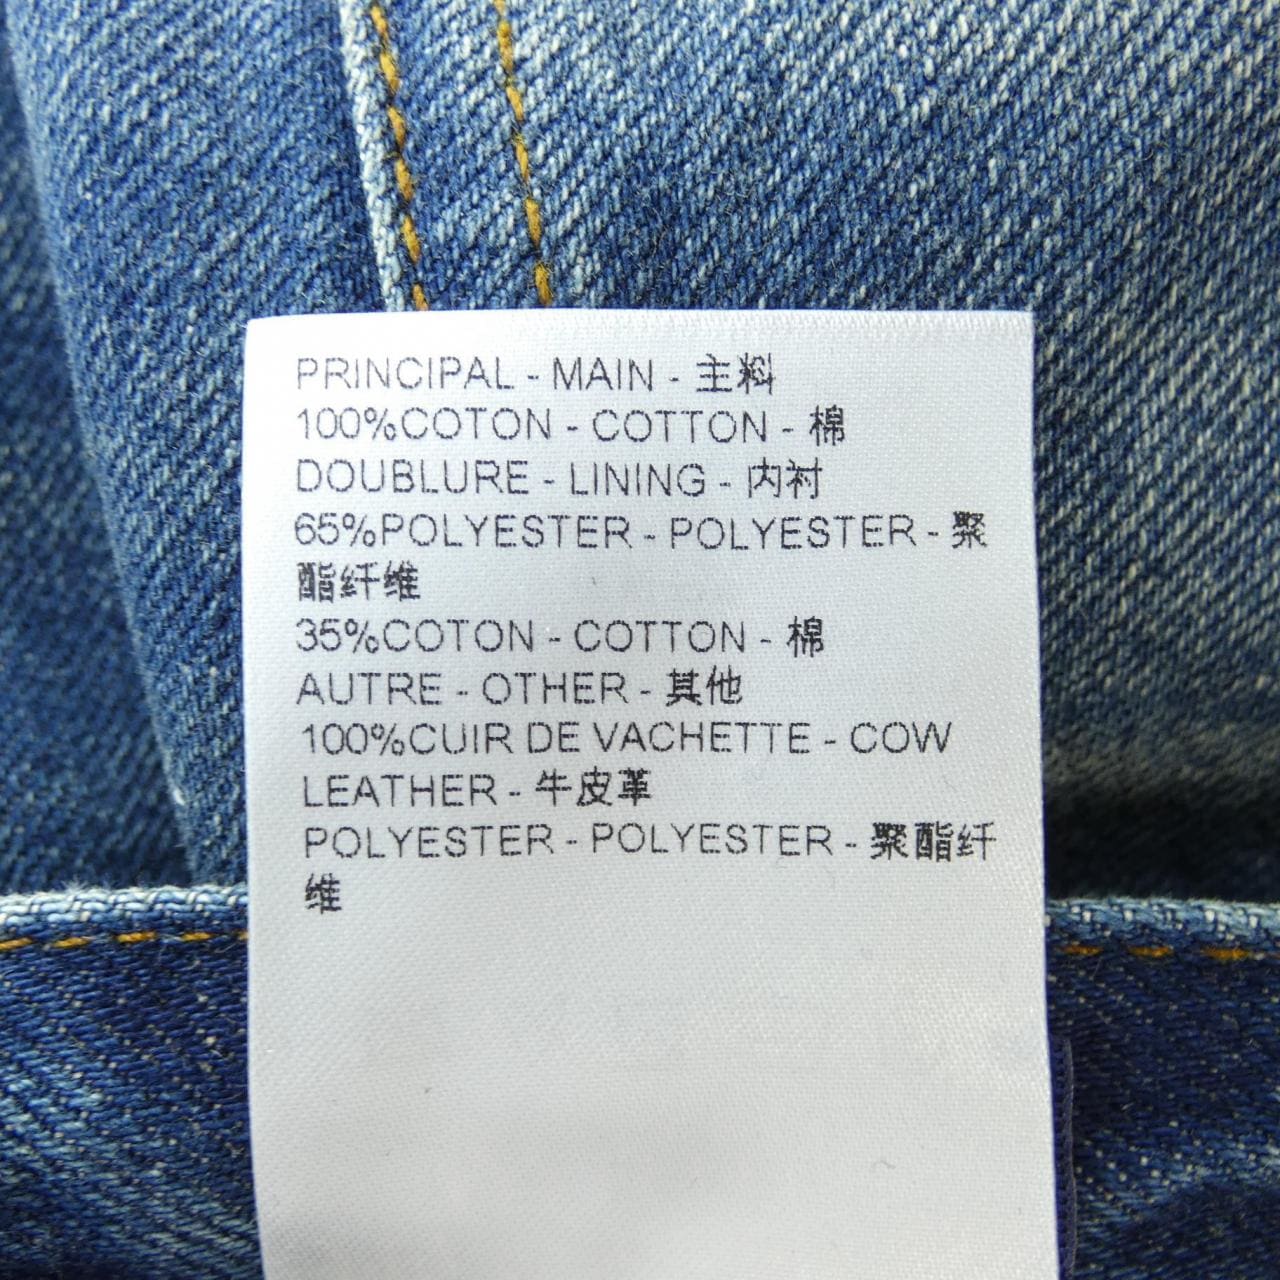 PRINCIPAL - MAIN - 主料
100%COTON - COTTON - 棉
DOUBLURE - LINING - 内衬
65%POLYESTER - POLYESTER - 聚
酯纤维
35%COTON - COTTON - 棉
AUTRE - OTHER - 其他
100%CUIR DE VACHETTE - COW
LEATHER - 牛皮革
POLYESTER - POLYESTER - 聚酯纤
维